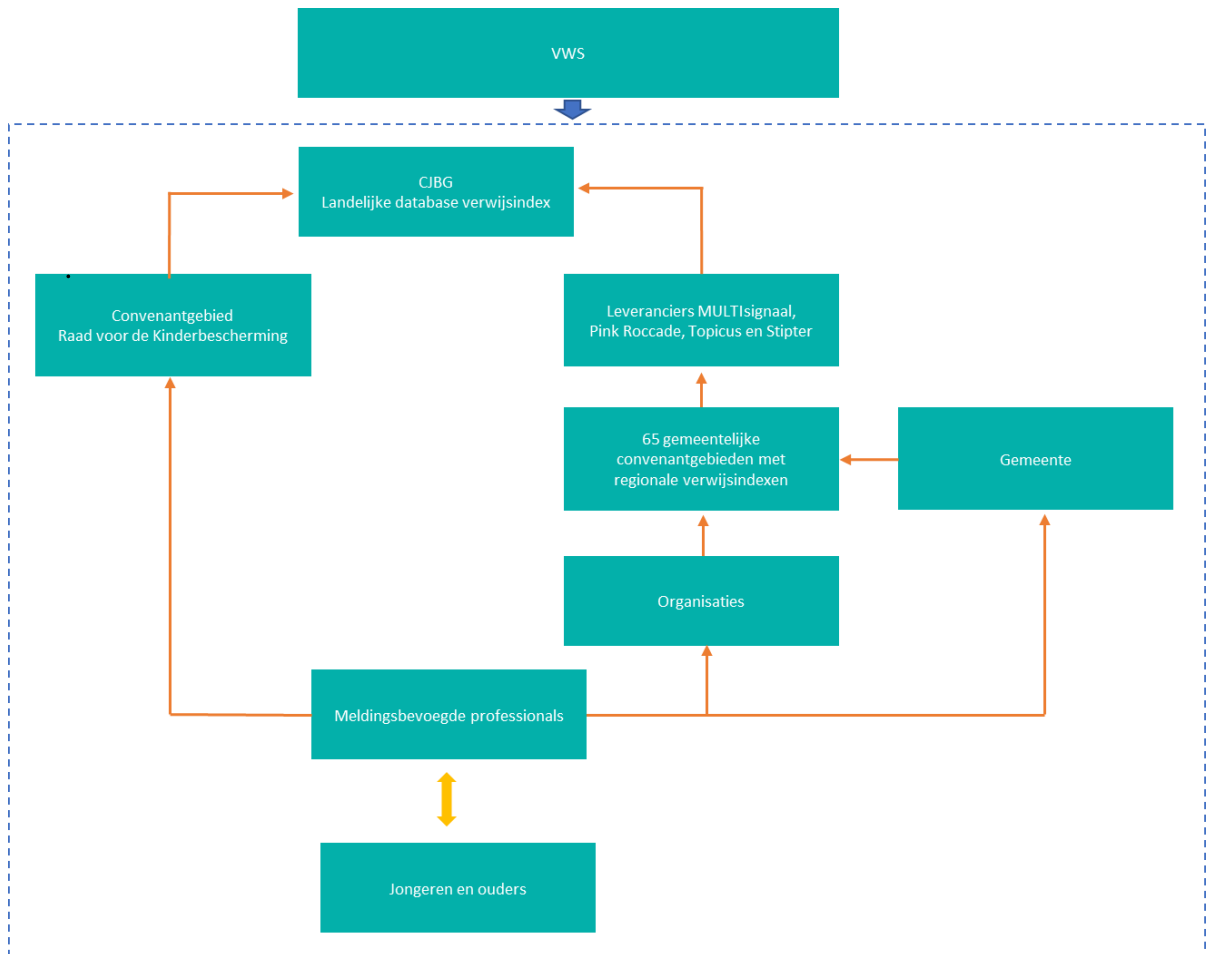 VWS
CJBG
Landelijke database verwijsindex
Convenantgebied
Raad voor de Kinderbescherming
Leveranciers MULTIsignaal,
Pink Roccade, Topicus en Stipter
65 gemeentelijke
convenantgebieden met
regionale verwijsindexen
Gemeente
Organisaties
Meldingsbevoegde professionals
Jongeren en ouders